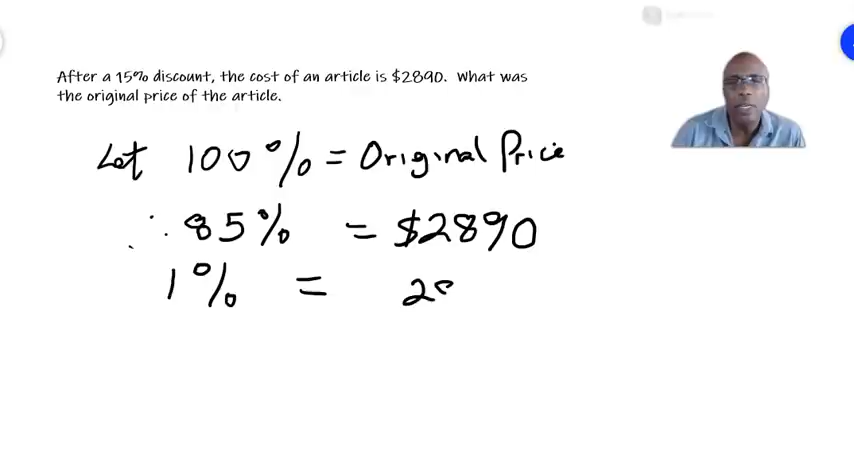 After a 15% discount, the cost of an article is $2890. What was
the original price of the article.
Let 100% = Original Price
∴ 85% = $2890
1% = 28